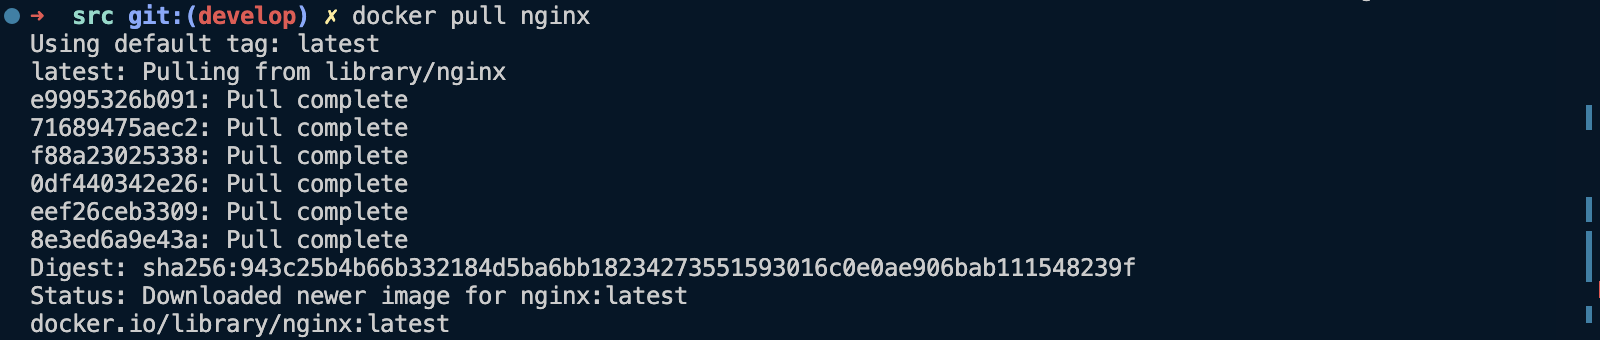 ➜ src git:(develop) ✗ docker pull nginx
Using default tag: latest
latest: Pulling from library/nginx
e9995326b091: Pull complete
71689475aec2: Pull complete
f88a23025338: Pull complete
0df440342e26: Pull complete
eef26ceb3309: Pull complete
8e3ed6a9e43a: Pull complete
Digest: sha256:943c25b4b66b332184d5ba6bb18234273551593016c0e0ae906bab111548239f
Status: Downloaded newer image for nginx:latest
docker.io/library/nginx:latest